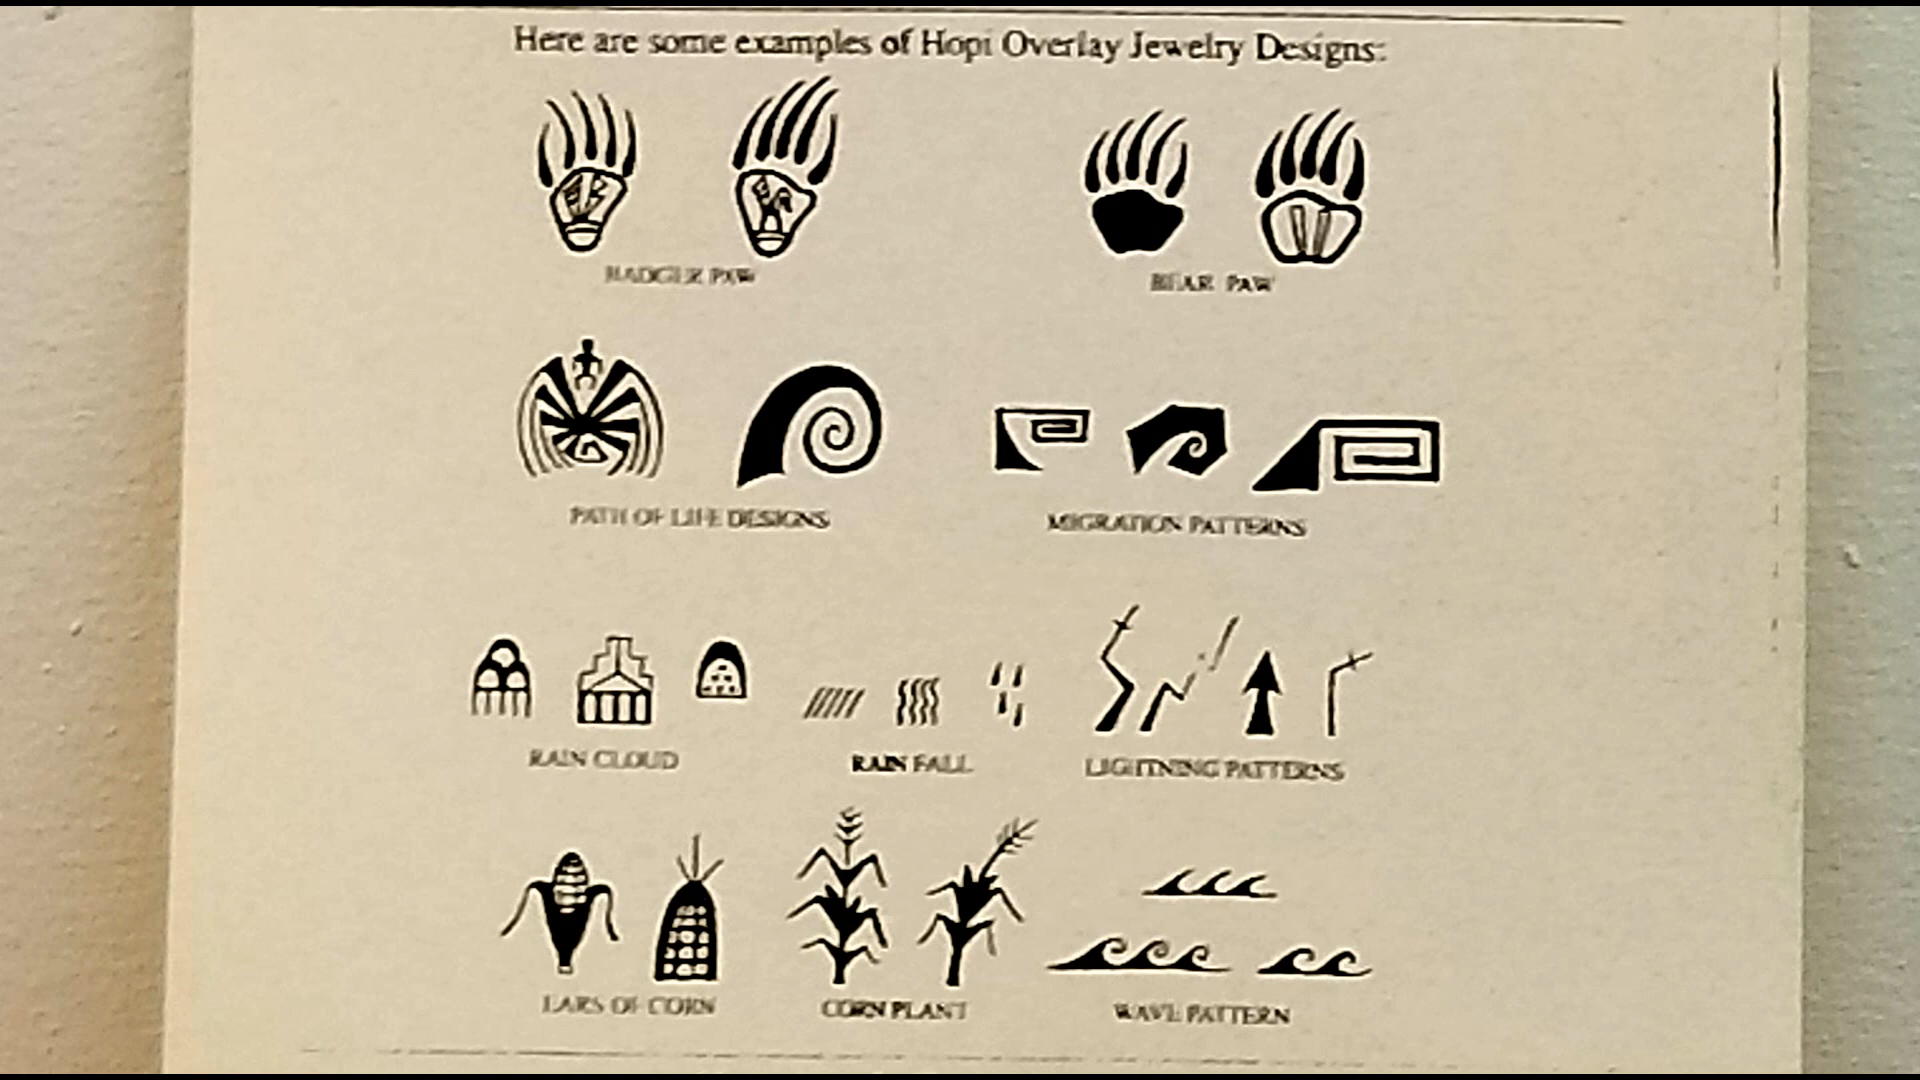 Here are some examples of Hopi Overlay Jewelry Designs:
BADGER PAW
BEAR PAW
PATH OF LIFE DESIGNS
MIGRATION PATTERNS
RAIN CLOUD
RAIN FALL
LIGHTNING PATTERNS
EARS OF CORN
CORN PLANT
WAVE PATTERN